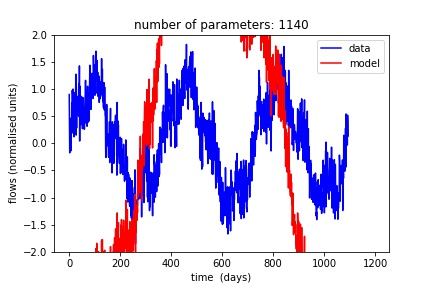 number of parameters: 1140
flows (normalised units)
2.0
1.5
1.0
0.5
0.0
−0.5
−1.0
−1.5
−2.0
data
model
0 200 400 600 800 1000 1200
time (days)